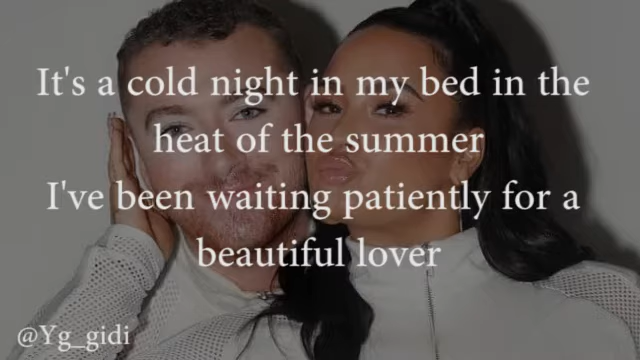 It's a cold night in my bed in the
heat of the summer
I've been waiting patiently for a
beautiful lover
@Yg_gidi